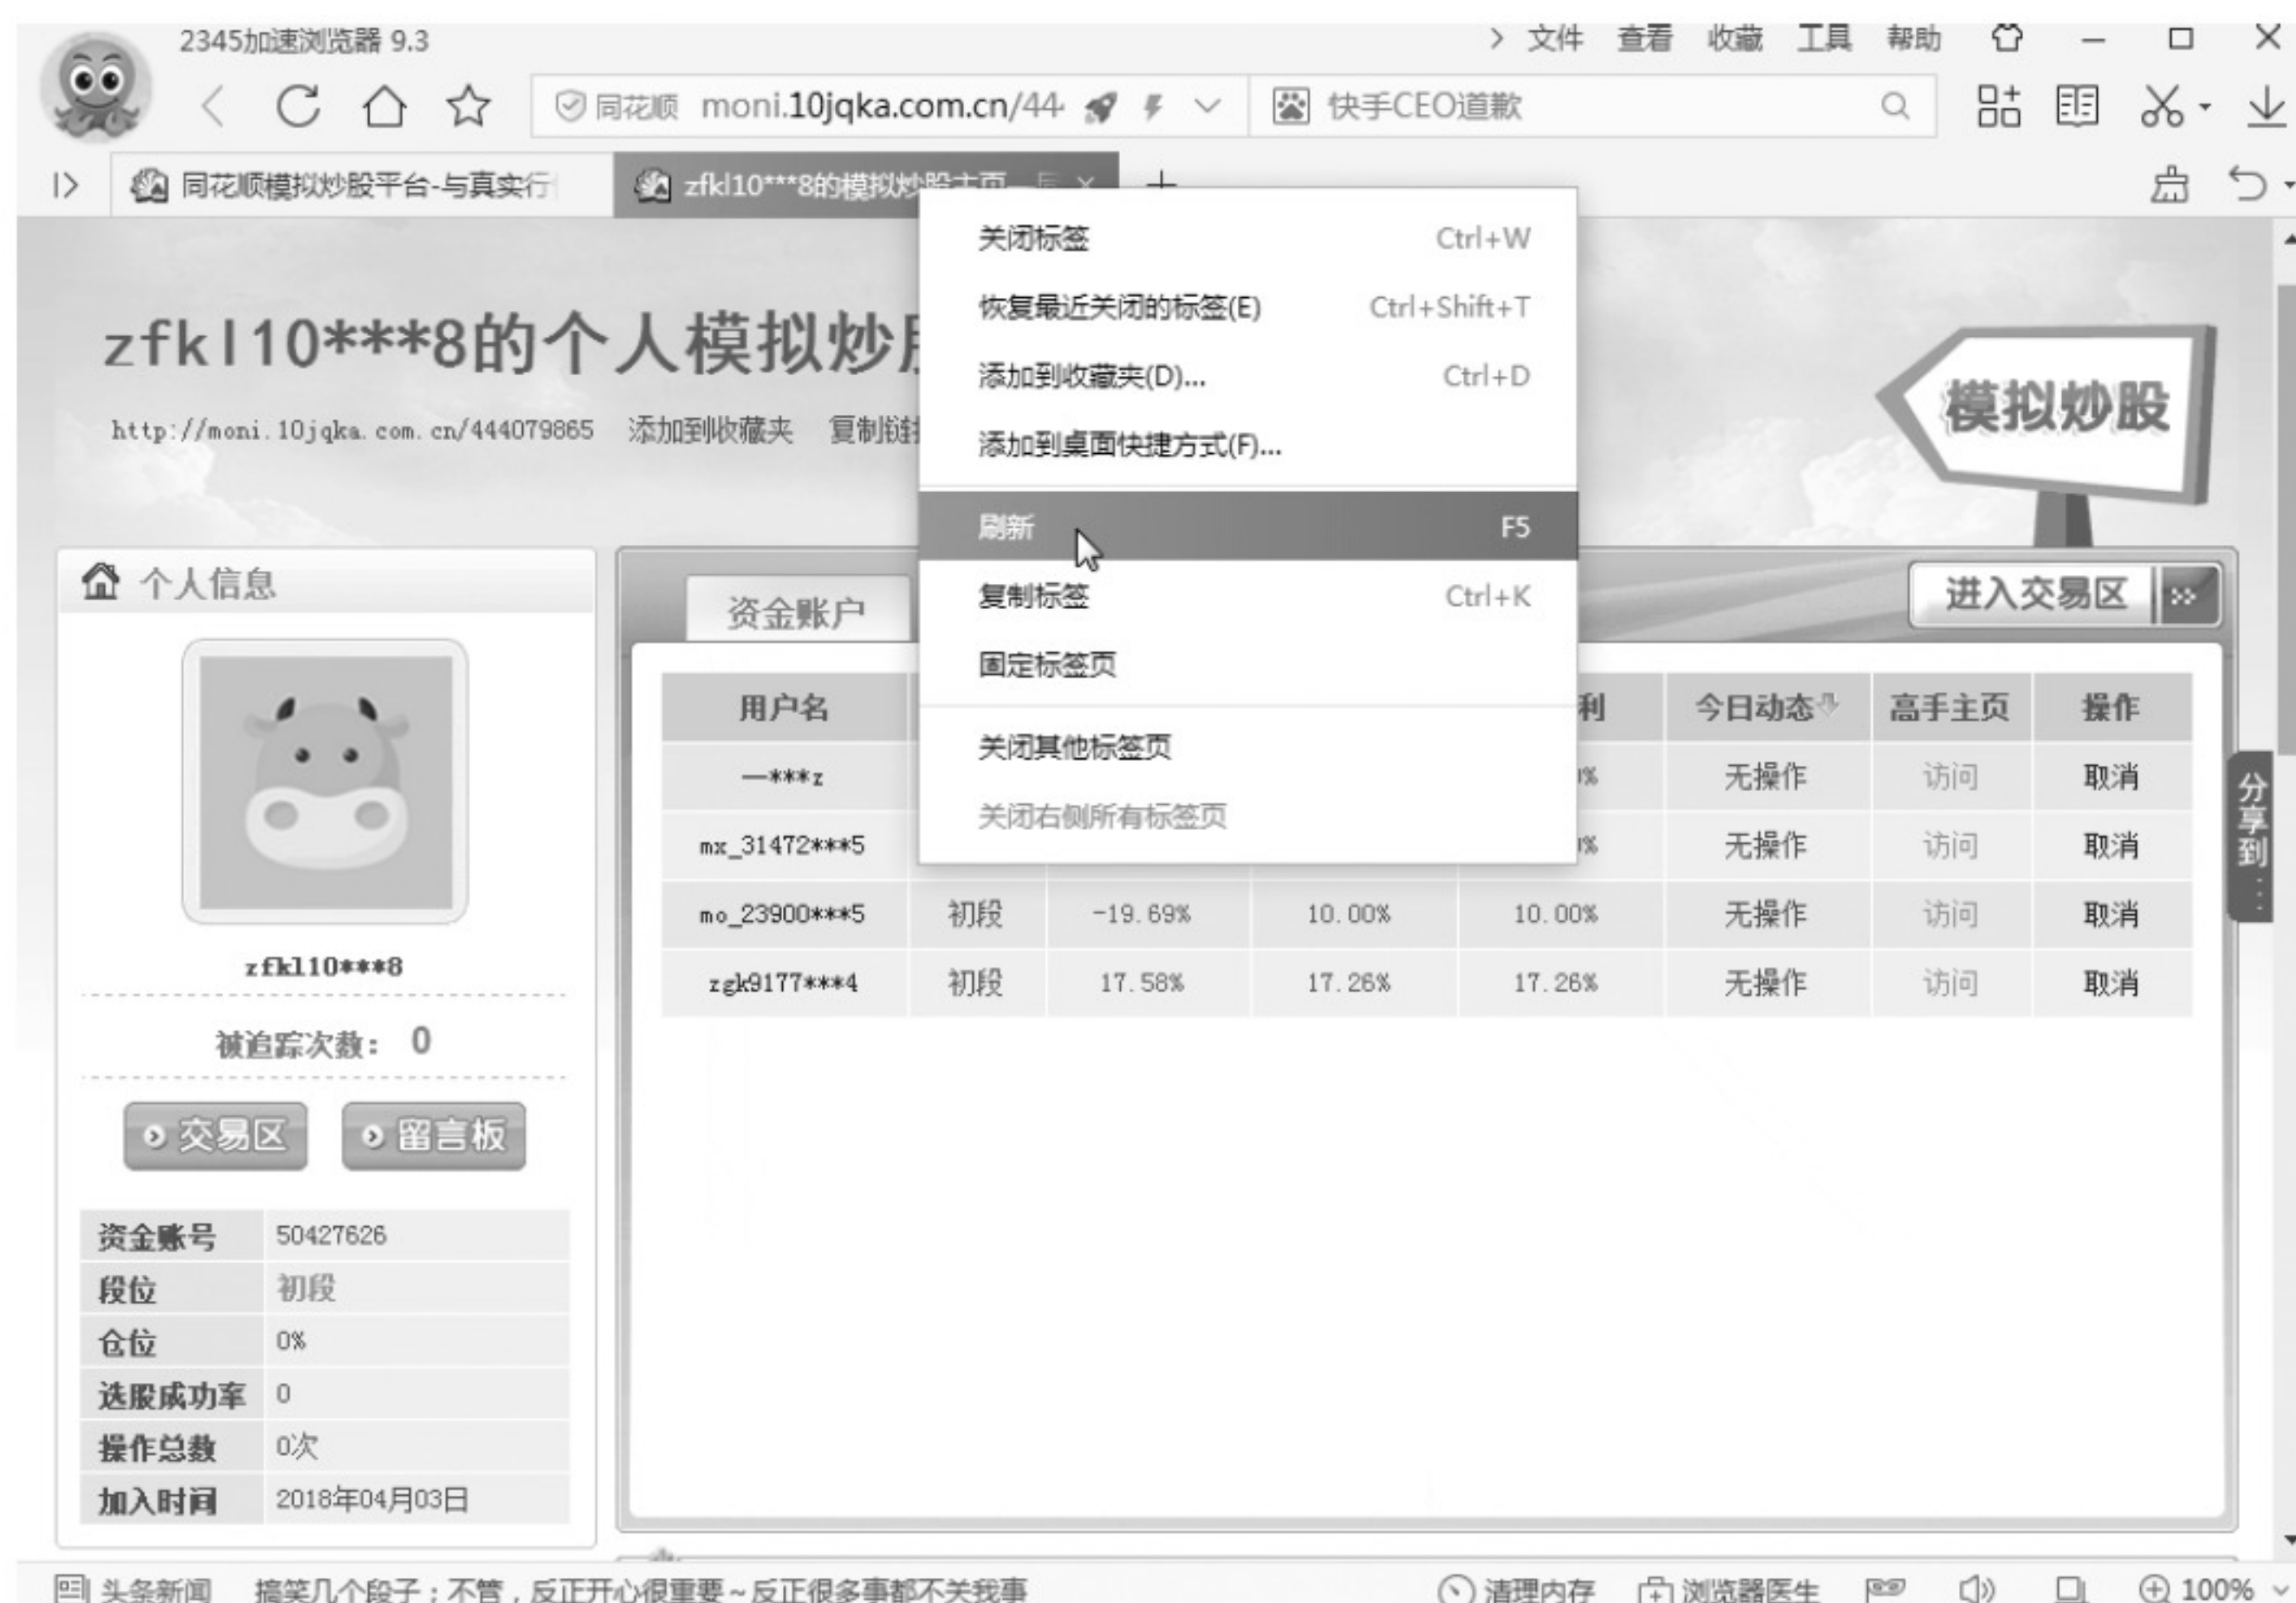 2345加速浏览器 9.3
文件 查看 收藏 工具 帮助
同花顺 moni.10jqka.com.cn/44
快手CEO道歉
同花顺模拟炒股平台-与真实行
zfkl10***8的模拟炒股主页
关闭标签 Ctrl+W
恢复最近关闭的标签(E) Ctrl+Shift+T
添加到收藏夹(D)... Ctrl+D
添加到桌面快捷方式(F)...
刷新 F5
复制标签 Ctrl+K
固定标签页
关闭其他标签页
关闭右侧所有标签页
zfkl10***8的个人模拟炒
http://moni.10jqka.com.cn/444079865 添加到收藏夹 复制链
模拟炒股
个人信息
zfkl10***8
被追踪次数： 0
交易区 留言板
资金账号 50427626
段位 初段
仓位 0%
选股成功率 0
操作总数 0次
加入时间 2018年04月03日
资金账户
进入交易区
用户名 利 今日动态 高手主页 操作
—***z % 无操作 访问 取消
mx_31472***5 % 无操作 访问 取消
mo_23900***5 初段 -19.69% 10.00% 10.00% 无操作 访问 取消
zgk9177***4 初段 17.58% 17.26% 17.26% 无操作 访问 取消
分享到
头条新闻 搞笑几个段子；不管，反正开心很重要~反正很多事都不关我事
清理内存 浏览器医生 100%